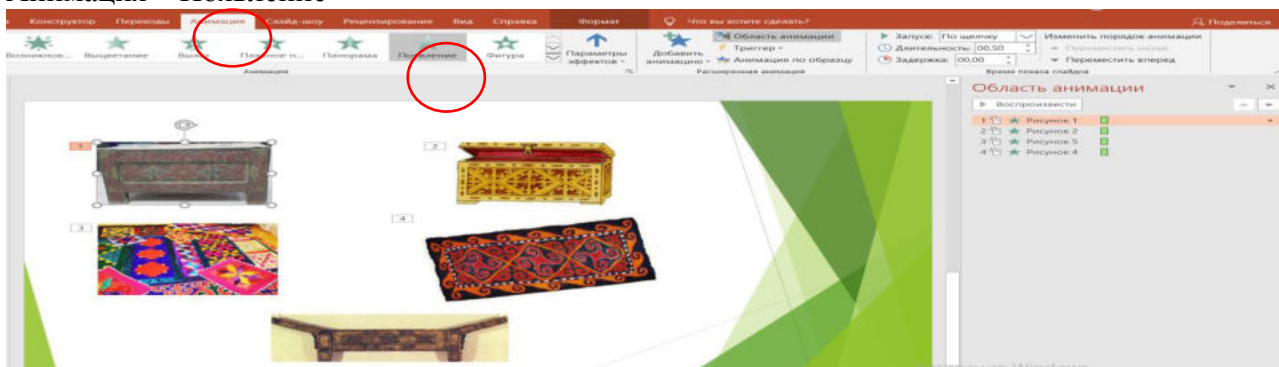 Конструктор Переходы Анимация Слайд-шоу Рецензирование Вид Справка Формат Что вы хотите сделать? Поделиться
Выцветание Панорама Появление Фигура Параметры эффектов Добавить анимацию Область анимации Триггер Анимация по образцу
Анимация Расширенная анимация
Запуск: По щелчку
Длительность: 00,50
Задержка: 00,00
Изменить порядок анимации
Переместить назад
Переместить вперед
Время показа слайдов
Область анимации
Воспроизвести
1 Рисунок 1
2 Рисунок 2
3 Рисунок 5
4 Рисунок 4
1 2
3 4